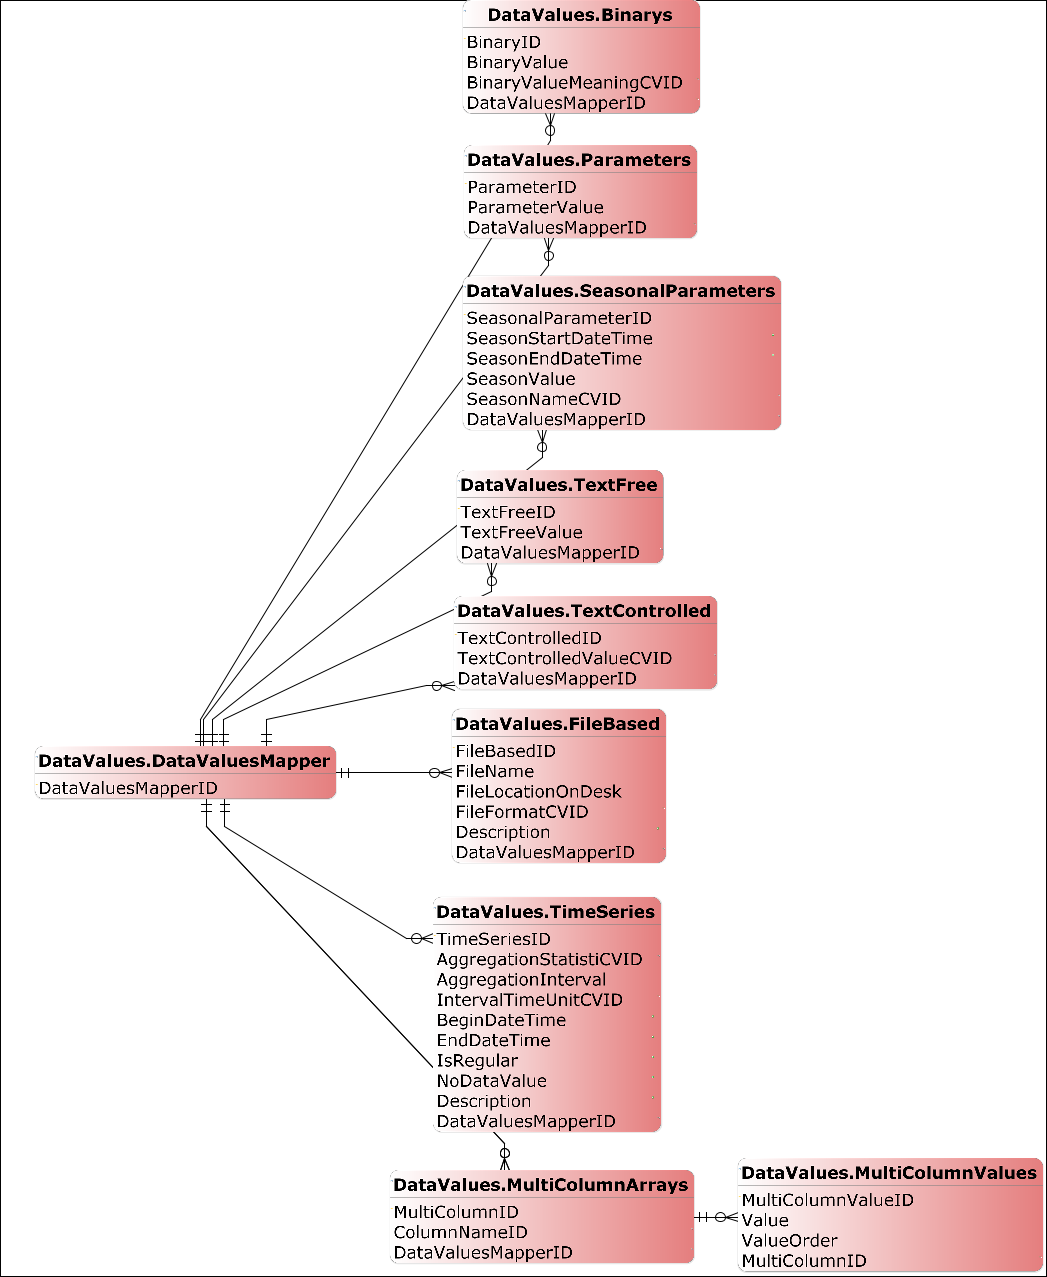 DataValues.Binarys
BinaryID
BinaryValue
BinaryValueMeaningCVID
DataValuesMapperID
DataValues.Parameters
ParameterID
ParameterValue
DataValuesMapperID
DataValues.SeasonalParameters
SeasonalParameterID
SeasonStartDateTime
SeasonEndDateTime
SeasonValue
SeasonNameCVID
DataValuesMapperID
DataValues.TextFree
TextFreeID
TextFreeValue
DataValuesMapperID
DataValues.TextControlled
TextControlledID
TextControlledValueCVID
DataValuesMapperID
DataValues.DataValuesMapper
DataValuesMapperID
DataValues.FileBased
FileBasedID
FileName
FileLocationOnDesk
FileFormatCVID
Description
DataValuesMapperID
DataValues.TimeSeries
TimeSeriesID
AggregationStatistiCVID
AggregationInterval
IntervalTimeUnitCVID
BeginDateTime
EndDateTime
IsRegular
NoDataValue
Description
DataValuesMapperID
DataValues.MultiColumnArrays
MultiColumnID
ColumnNameID
DataValuesMapperID
DataValues.MultiColumnValues
MultiColumnValueID
Value
ValueOrder
MultiColumnID